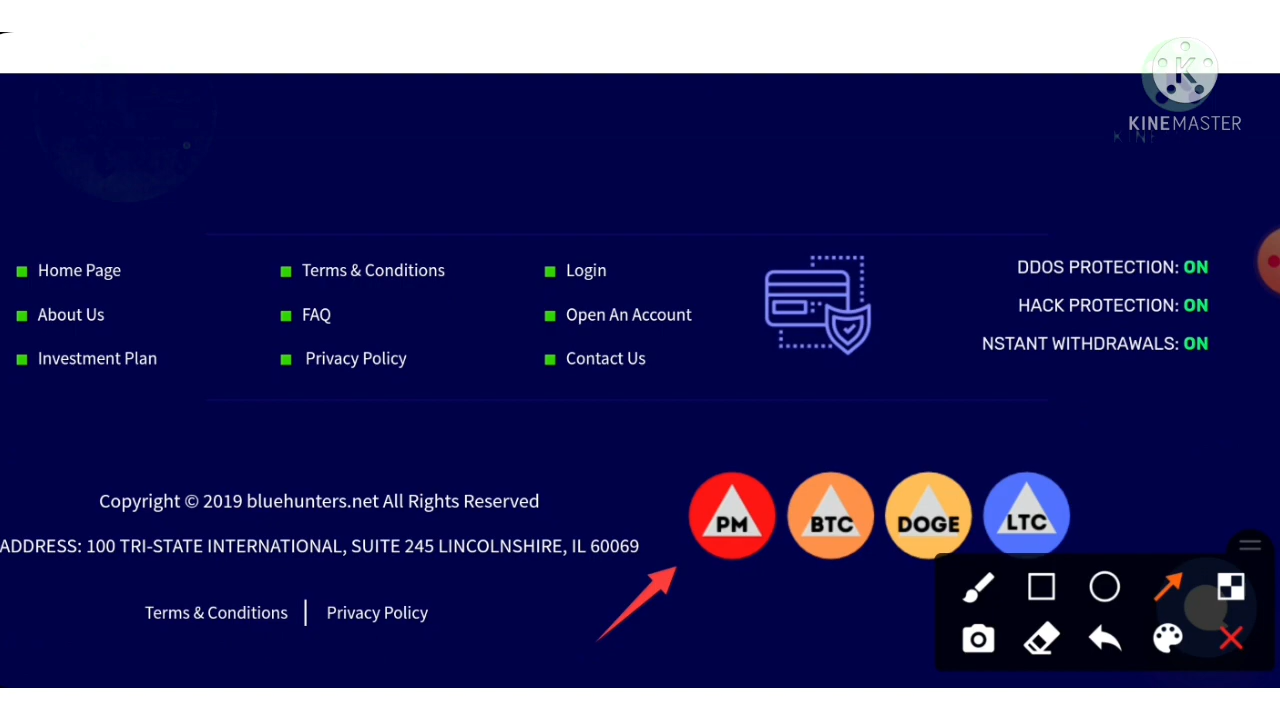 KINEMASTER
Home Page
Terms & Conditions
Login
DDOS PROTECTION: ON
About Us
FAQ
Open An Account
HACK PROTECTION: ON
Investment Plan
Privacy Policy
Contact Us
NSTANT WITHDRAWALS: ON
Copyright © 2019 bluehunters.net All Rights Reserved
PM
BTC
DOGE
LTC
ADDRESS: 100 TRI-STATE INTERNATIONAL, SUITE 245 LINCOLNSHIRE, IL 60069
Terms & Conditions
Privacy Policy